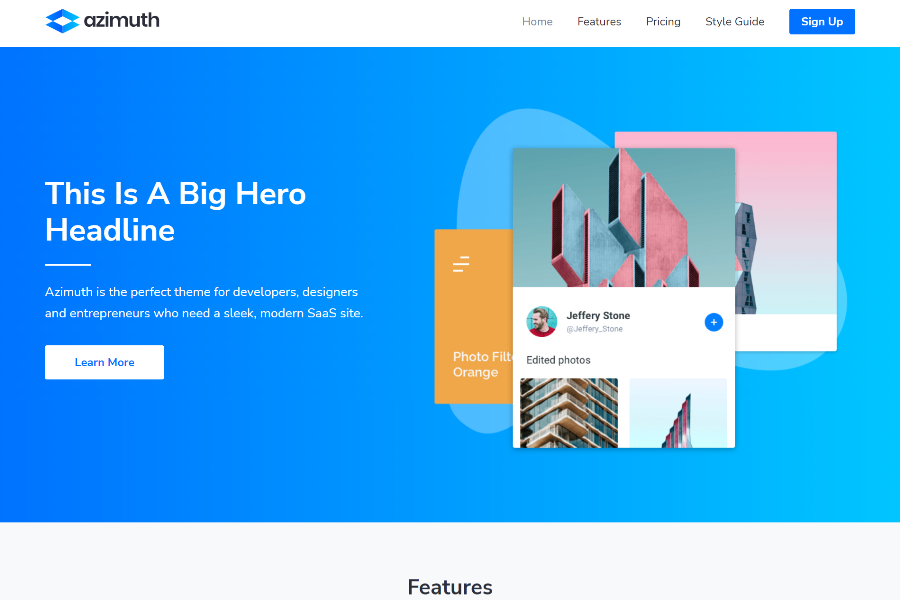 azimuth
Home
Features
Pricing
Style Guide
Sign Up
This Is A Big Hero
Headline
Azimuth is the perfect theme for developers, designers
and entrepreneurs who need a sleek, modern SaaS site.
Learn More
Photo
Orange
Jeffery Stone
@Jeffery_Stone
Edited photos
Features